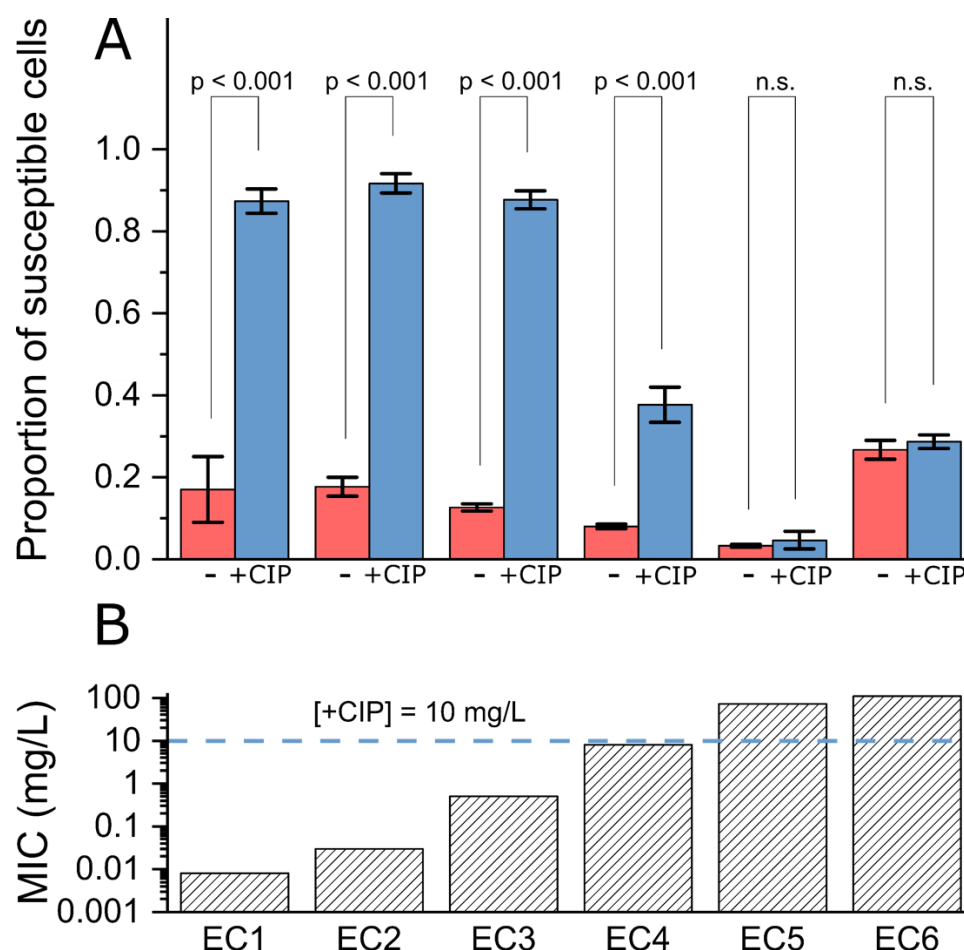 A
Proportion of susceptible cells
p < 0.001 p < 0.001 p < 0.001 p < 0.001 n.s. n.s.
1.0
0.8
0.6
0.4
0.2
0.0
- +CIP - +CIP - +CIP - +CIP - +CIP - +CIP
B
MIC (mg/L)
[+CIP] = 10 mg/L
100
10
1
0.1
0.01
0.001
EC1 EC2 EC3 EC4 EC5 EC6